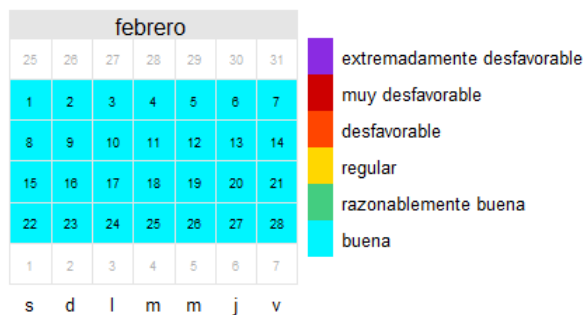 febrero
25 26 27 28 29 30 31
1 2 3 4 5 6 7
8 9 10 11 12 13 14
15 16 17 18 19 20 21
22 23 24 25 26 27 28
1 2 3 4 5 6 7
s d l m m j v
extremadamente desfavorable
muy desfavorable
desfavorable
regular
razonablemente buena
buena